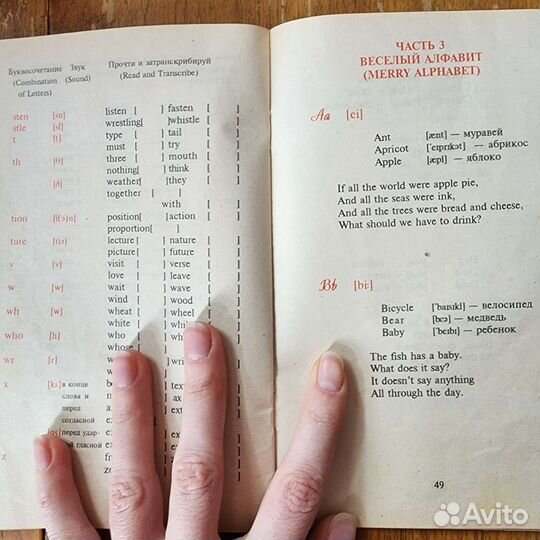 Буквосочетание Звук Прочти и затранскрибируй
(Combination (Sound) (Read and Transcribe)
of Letters)
sten [sn] listen [ ] fasten [ ]
stle [sl] wrestling[ ] whistle [ ]
t [t] type [ ] tail [ ]
must [ ] try [ ]
th [θ] three [ ] mouth [ ]
nothing[ ] think [ ]
[ð] weather[ ] they [ ]
together [ ]
with [ ]
tion [ʃ(ə)n] position[ ] action [ ]
proportion[ ]
ture [tʃə] lecture [ ] nature [ ]
picture [ ] future [ ]
v [v] visit [ ] verse [ ]
love [ ] leave [ ]
w [w] wait [ ] wave [ ]
wind [ ] wood [ ]
wh [w] wheat [ ] wheel [ ]
white [ ]
who [h] who
whose
wr [r]
x [ks] в конце
слова и
перед
согласной
перед удар-
гласной
z
ЧАСТЬ 3
ВЕСЕЛЫЙ АЛФАВИТ
(MERRY ALPHABET)
Aa [ei]
Ant [ænt] — муравей
Apricot ['eıprıkət] — абрикос
Apple [æpl] — яблоко
If all the world were apple pie,
And all the seas were ink,
And all the trees were bread and cheese,
What should we have to drink?
Bb [bi:]
Bicycle ['baısıkl] — велосипед
Bear [bɛə] — медведь
Baby ['beıbı] — ребенок
The fish has a baby.
What does it say?
It doesn't say anything
All through the day.
49
Avito